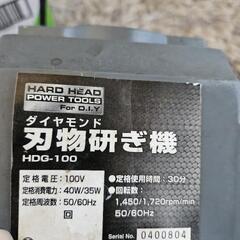 HARD HEAD
POWER TOOLS
For D.I.Y
ダイヤモンド
刃物研ぎ機
HDG-100
定格電圧：100V
定格消費電力：40W/35W
定格周波数：50/60Hz
●定格使用時間：30分
●回転数：
1,450/1,720rpm/min
50/60Hz
Serial No. 0400804